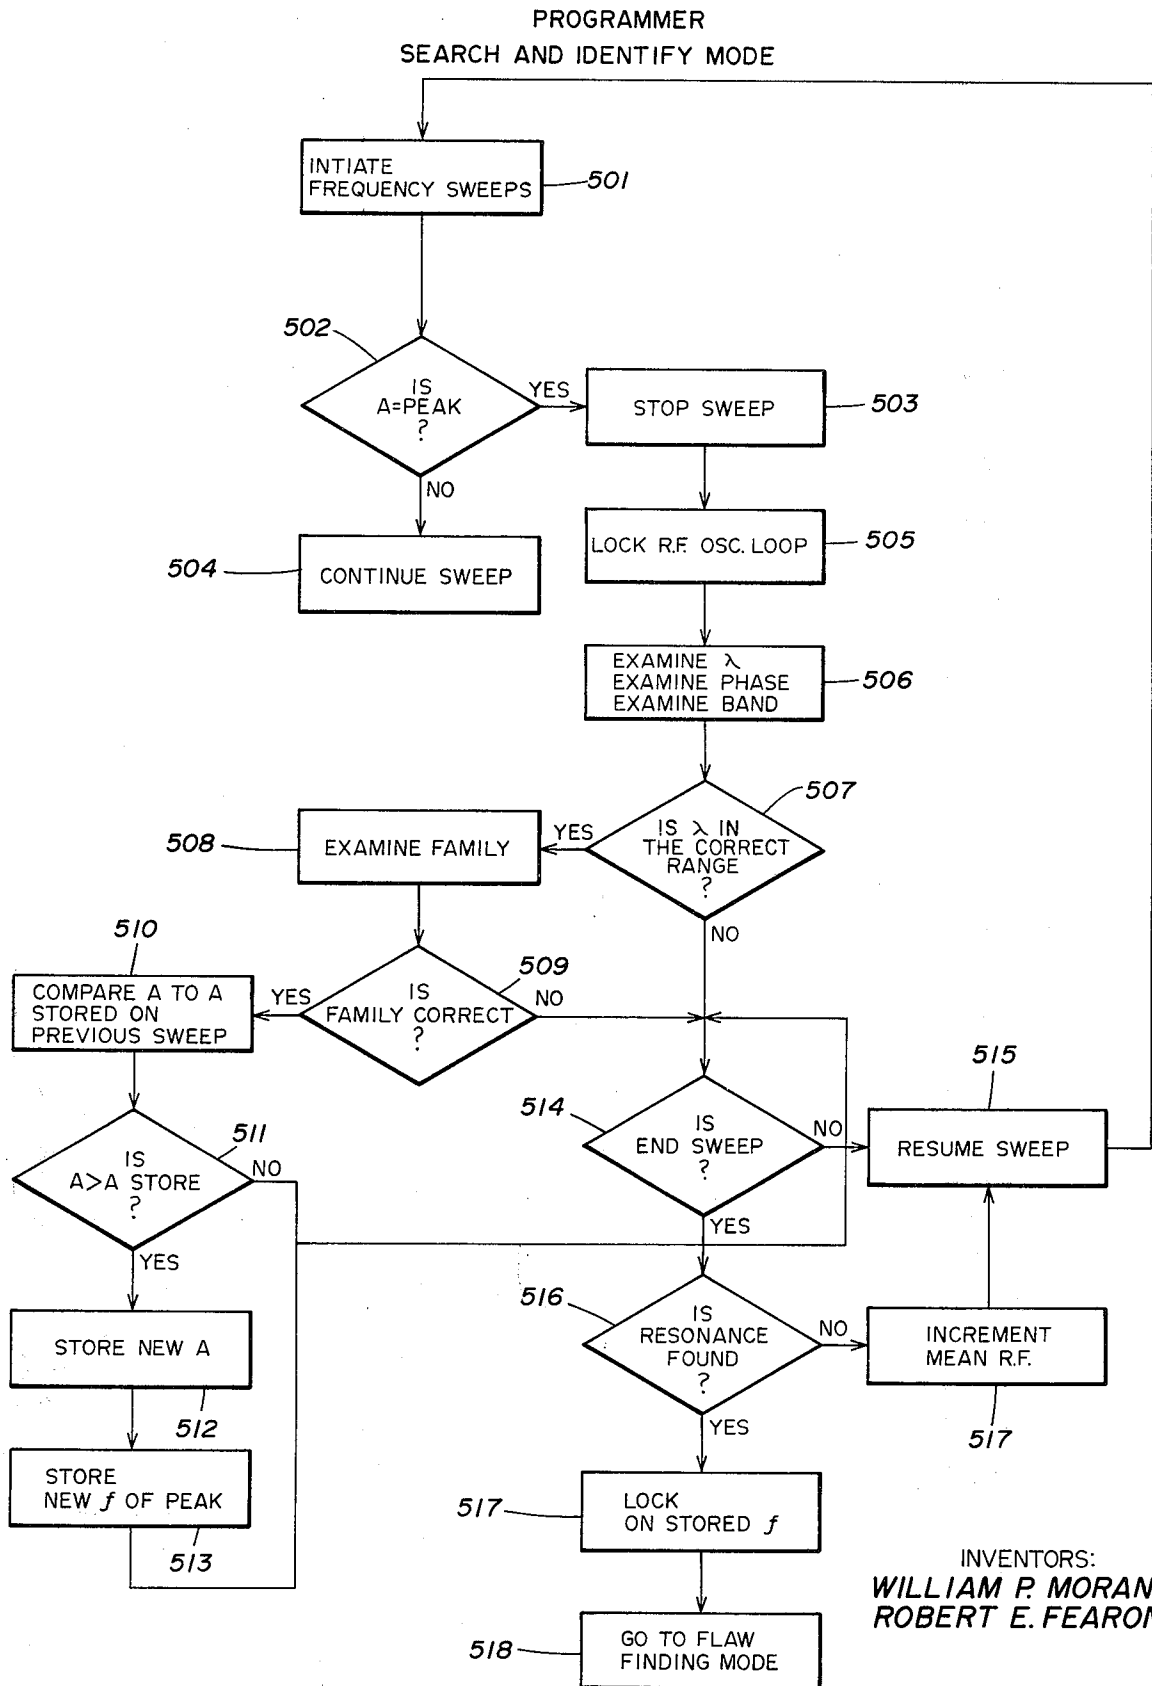 PROGRAMMER
SEARCH AND IDENTIFY MODE
INTIATE
FREQUENCY SWEEPS
501
502
IS
A=PEAK
?
YES
STOP SWEEP
503
NO
504
CONTINUE SWEEP
LOCK R.F. OSC. LOOP
505
EXAMINE λ
EXAMINE PHASE
EXAMINE BAND
506
507
IS λ IN
THE CORRECT
RANGE
?
YES
NO
508
EXAMINE FAMILY
509
IS
FAMILY CORRECT
?
YES
NO
510
COMPARE A TO A
STORED ON
PREVIOUS SWEEP
511
IS
A>A STORE
?
NO
YES
STORE NEW A
512
STORE
NEW f OF PEAK
513
514
IS
END SWEEP
?
NO
YES
515
RESUME SWEEP
516
IS
RESONANCE
FOUND
?
NO
YES
INCREMENT
MEAN R.F.
517
517
LOCK
ON STORED f
518
GO TO FLAW
FINDING MODE
INVENTORS:
WILLIAM P. MORAN
ROBERT E. FEARON